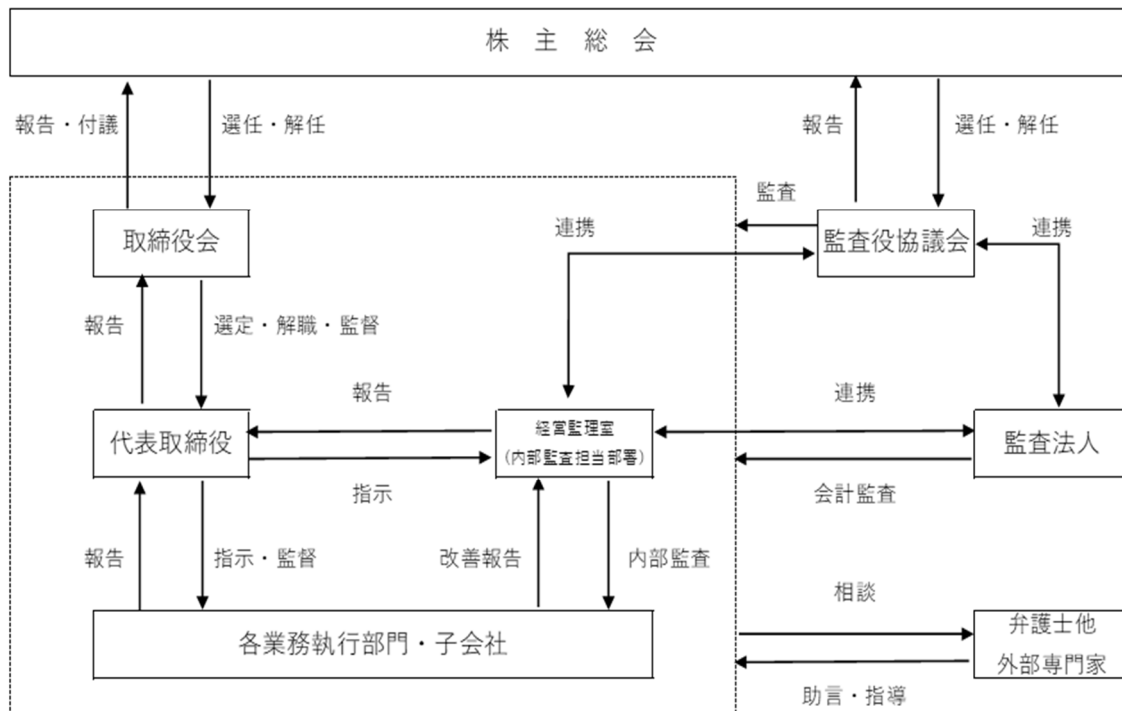 株主総会
報告・付議
選任・解任
報告
選任・解任
監査
取締役会
連携
監査役協議会
連携
報告
選定・解職・監督
報告
連携
代表取締役
経営監理室
(内部監査担当部署)
監査法人
指示
会計監査
報告
指示・監督
改善報告
内部監査
相談
各業務執行部門・子会社
弁護士他
外部専門家
助言・指導